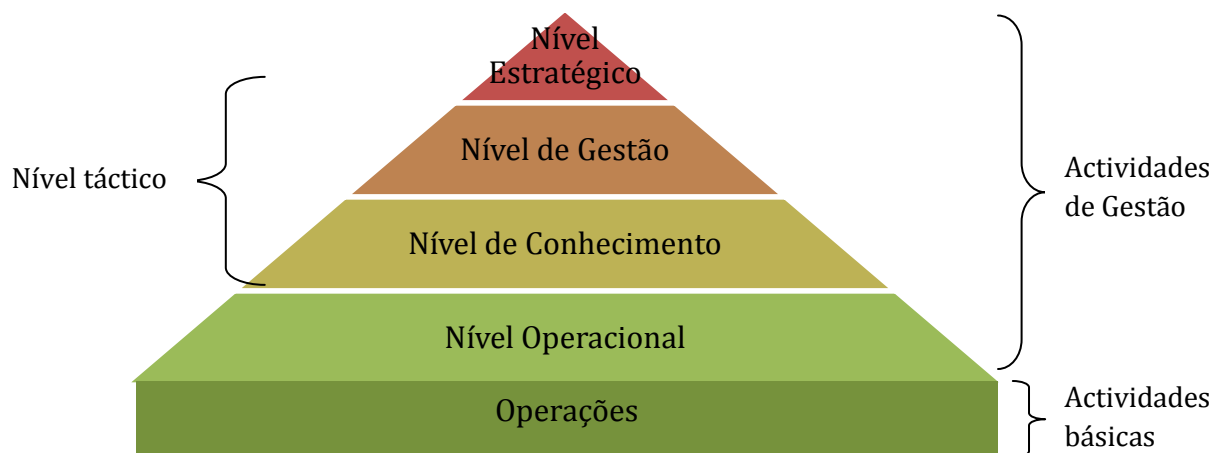 Nível
Estratégico
Nível de Gestão
Nível táctico
Actividades
de Gestão
Nível de Conhecimento
Nível Operacional
Operações
Actividades
básicas